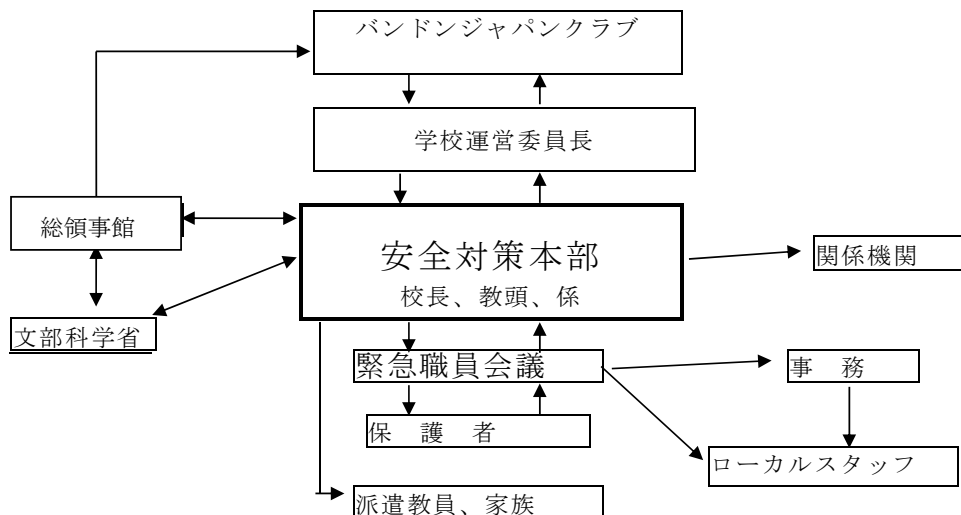 バンドンジャパンクラブ
学校運営委員長
総領事館
安全対策本部
校長、教頭、係
関係機関
文部科学省
緊急職員会議
事　務
保　護　者
ローカルスタッフ
派遣教員、家族